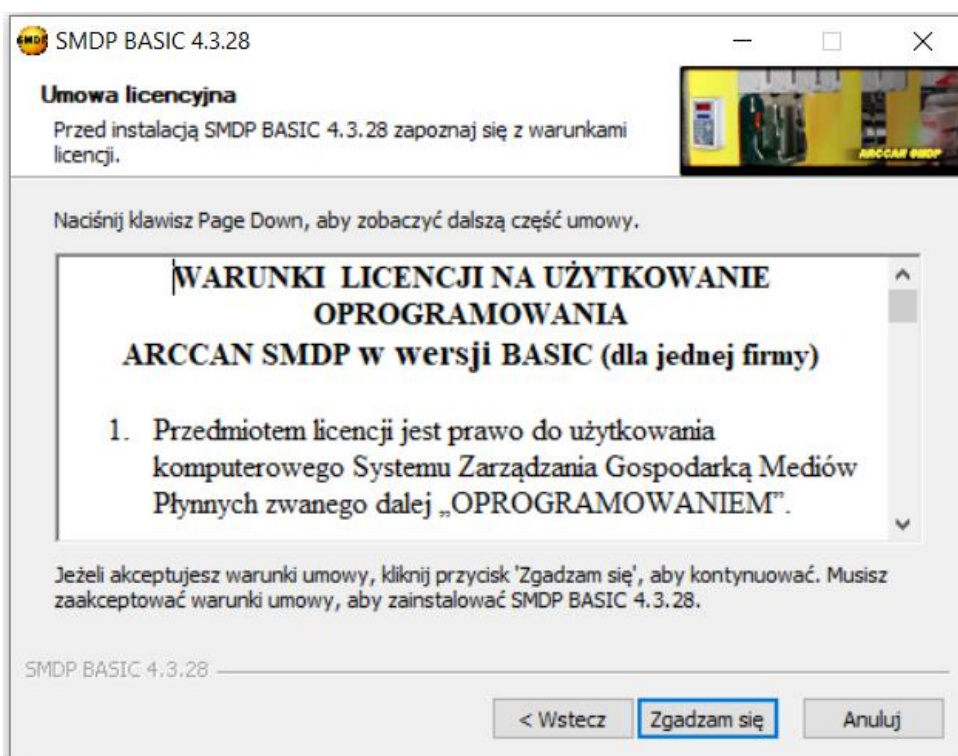 SMDP SMDP BASIC 4.3.28
Umowa licencyjna
Przed instalacją SMDP BASIC 4.3.28 zapoznaj się z warunkami
licencji.
ARCCAN SMDP
Naciśnij klawisz Page Down, aby zobaczyć dalszą część umowy.
WARUNKI LICENCJI NA UŻYTKOWANIE
OPROGRAMOWANIA
ARCCAN SMDP w wersji BASIC (dla jednej firmy)
1. Przedmiotem licencji jest prawo do użytkowania
komputerowego Systemu Zarządzania Gospodarką Mediów
Płynnych zwanego dalej „OPROGRAMOWANIEM”.
Jeżeli akceptujesz warunki umowy, kliknij przycisk 'Zgadzam się', aby kontynuować. Musisz
zaakceptować warunki umowy, aby zainstalować SMDP BASIC 4.3.28.
SMDP BASIC 4.3.28
< Wstecz Zgadzam się Anuluj